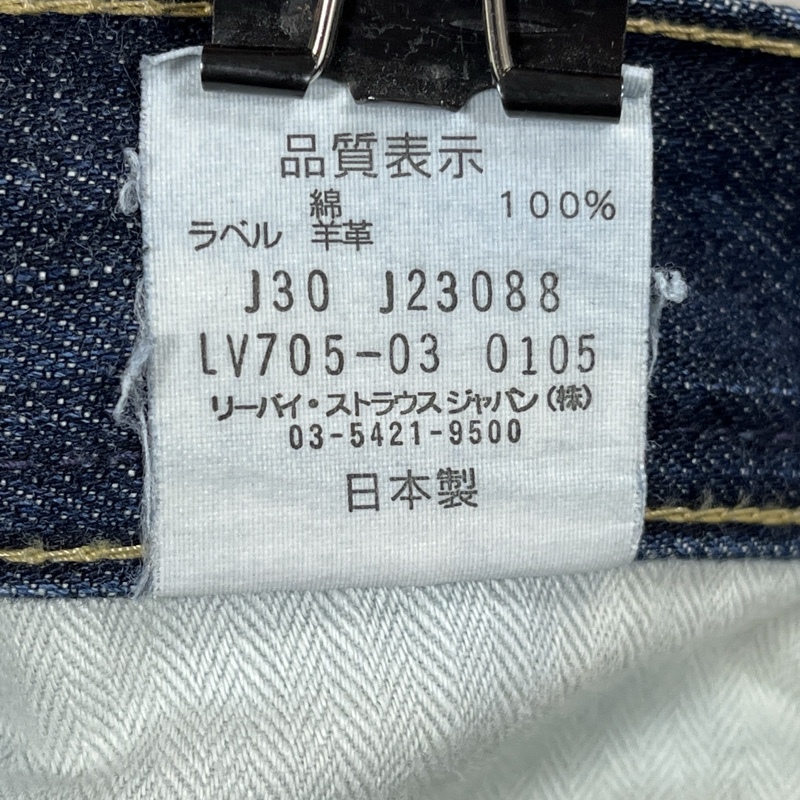 品質表示
綿 100%
ラベル 羊革
J30 J23088
LV705-03 0105
リーバイ・ストラウスジャパン(株)
03-5421-9500
日本製